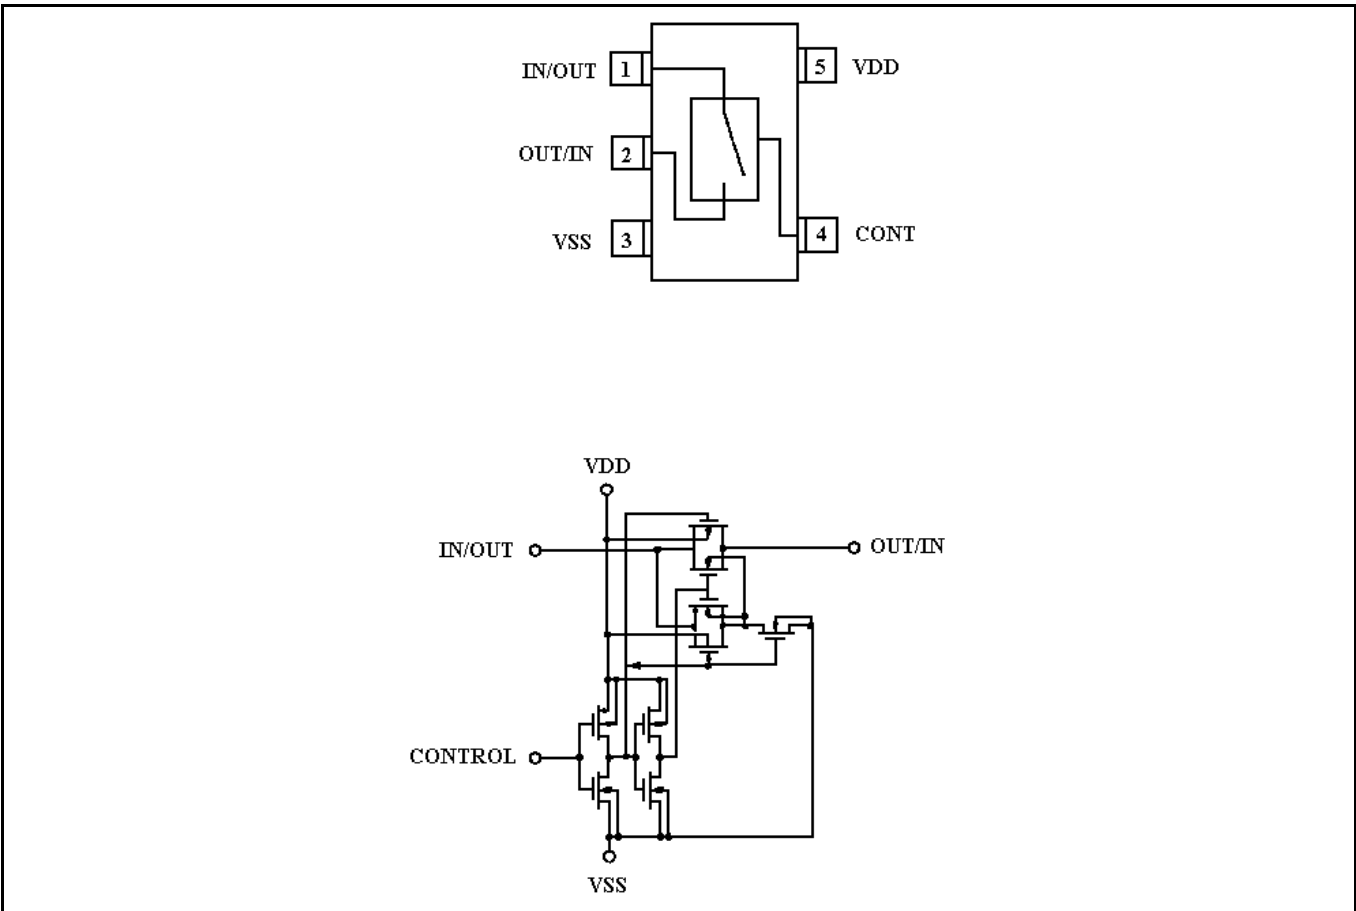 IN/OUT 1 5 VDD
OUT/IN 2
VSS 3 4 CONT
VDD
IN/OUT OUT/IN
CONTROL
VSS